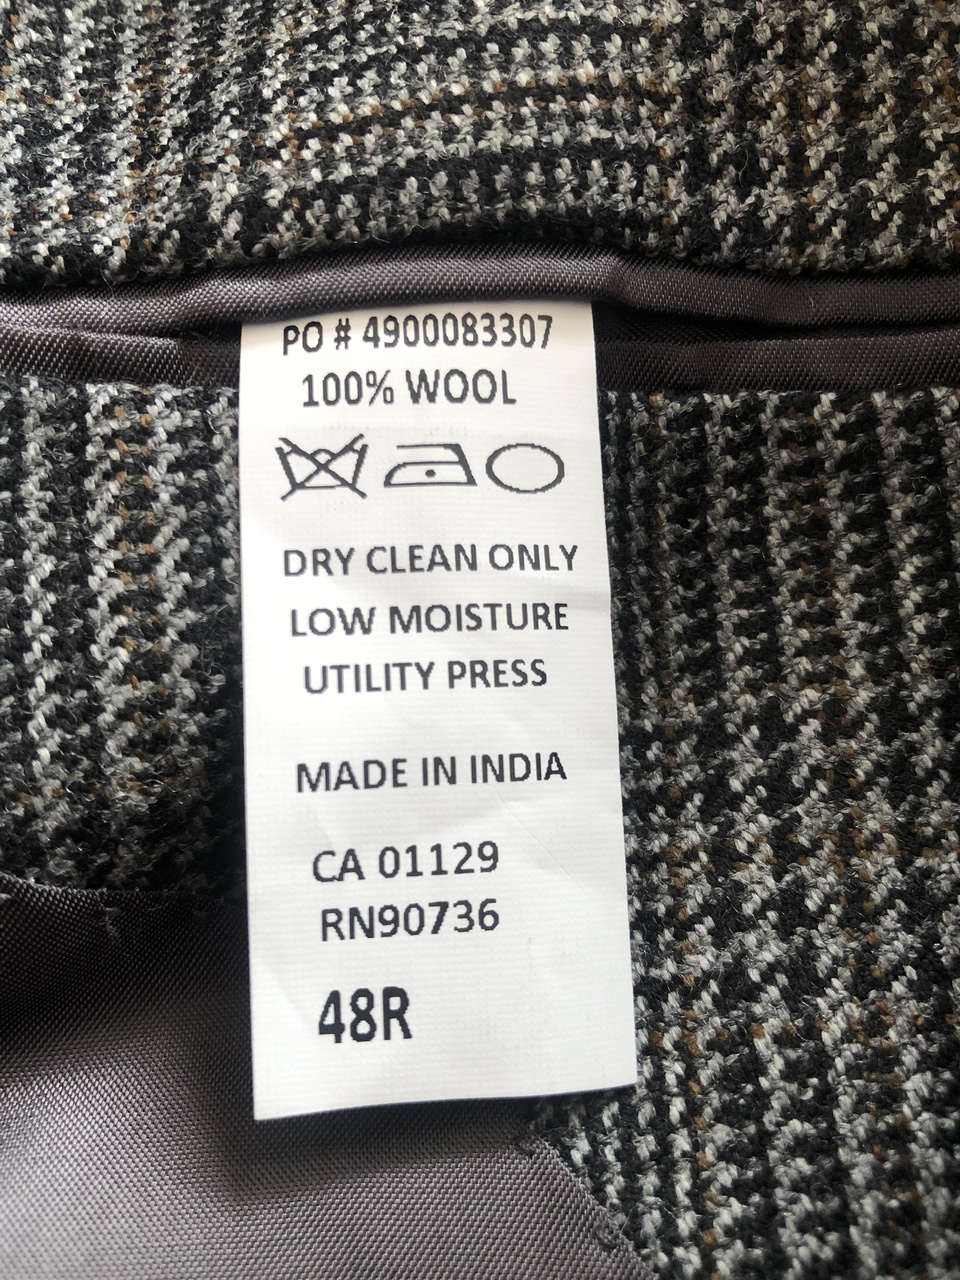 PO # 4900083307
100% WOOL
DRY CLEAN ONLY
LOW MOISTURE
UTILITY PRESS
MADE IN INDIA
CA 01129
RN90736
48R